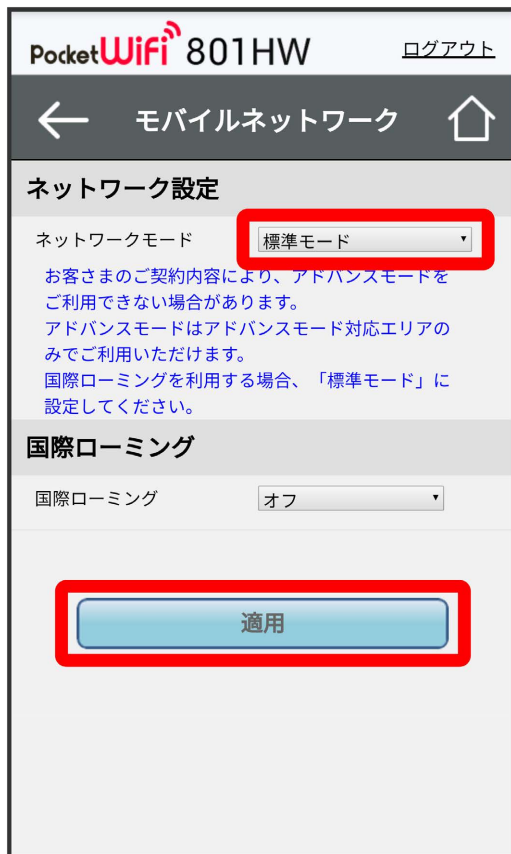 PocketWiFi 801HW ログアウト
モバイルネットワーク
ネットワーク設定
ネットワークモード 標準モード
お客さまのご契約内容により、アドバンスモードを
ご利用できない場合があります。
アドバンスモードはアドバンスモード対応エリアの
みでご利用いただけます。
国際ローミングを利用する場合、「標準モード」に
設定してください。
国際ローミング
国際ローミング オフ
適用